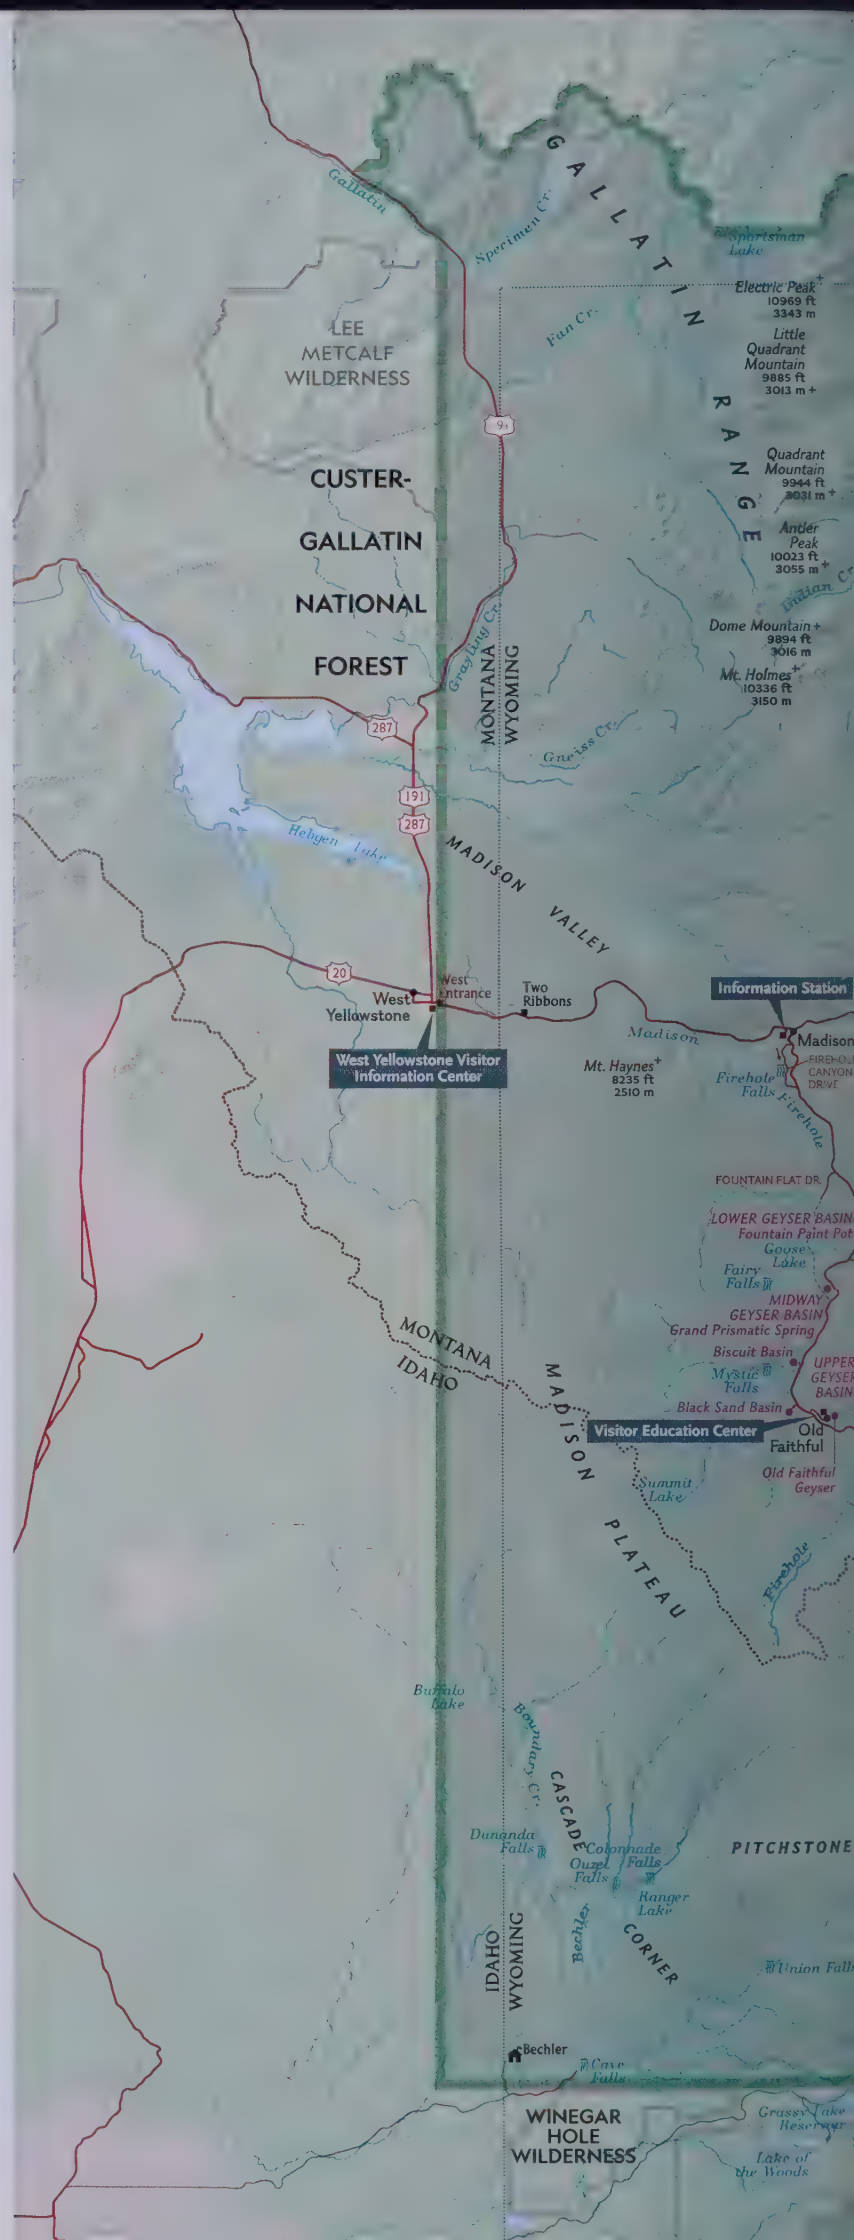 GALLATIN RANGE
Gallatin
Specimen Cr.
Sportsman
Lake
Electric Peak
10969 ft
3343 m
Fan Cr.
LEE
METCALF
WILDERNESS
Little
Quadrant
Mountain
9885 ft
3013 m
CUSTER-
GALLATIN
NATIONAL
FOREST
Quadrant
Mountain
9944 ft
3031 m
Antler
Peak
10023 ft
3055 m
Indian Cr
Grayling Cr.
MONTANA
WYOMING
Dome Mountain
9894 ft
3016 m
Mt. Holmes
10336 ft
3150 m
287
Gneiss Cr.
191
287
Hebgen Lake
MADISON VALLEY
20
West
Yellowstone
West
Entrance
Two
Ribbons
Information Station
Madison
Madison
West Yellowstone Visitor
Information Center
Mt. Haynes
8235 ft
2510 m
Firehole
Falls
FIREHOLE
CANYON
DRIVE
Firehole
FOUNTAIN FLAT DR.
LOWER GEYSER BASIN
Fountain Paint Pot
Goose
Lake
Fairy
Falls
MIDWAY
GEYSER BASIN
Grand Prismatic Spring
Biscuit Basin
Mystic
Falls
UPPER
GEYSER
BASIN
Black Sand Basin
MONTANA
IDAHO
MADISON PLATEAU
Visitor Education Center
Old
Faithful
Old Faithful
Geyser
Summit
Lake
Firehole
Buffalo
Lake
Boundary Cr.
CASCADE CORNER
Dunanda
Falls
Colonnade
Falls
Ouzel
Falls
Ranger
Lake
Bechler
PITCHSTONE
IDAHO
WYOMING
Union Falls
Bechler
Cave
Falls
WINEGAR
HOLE
WILDERNESS
Grassy Lake
Reservoir
Lake of
the Woods